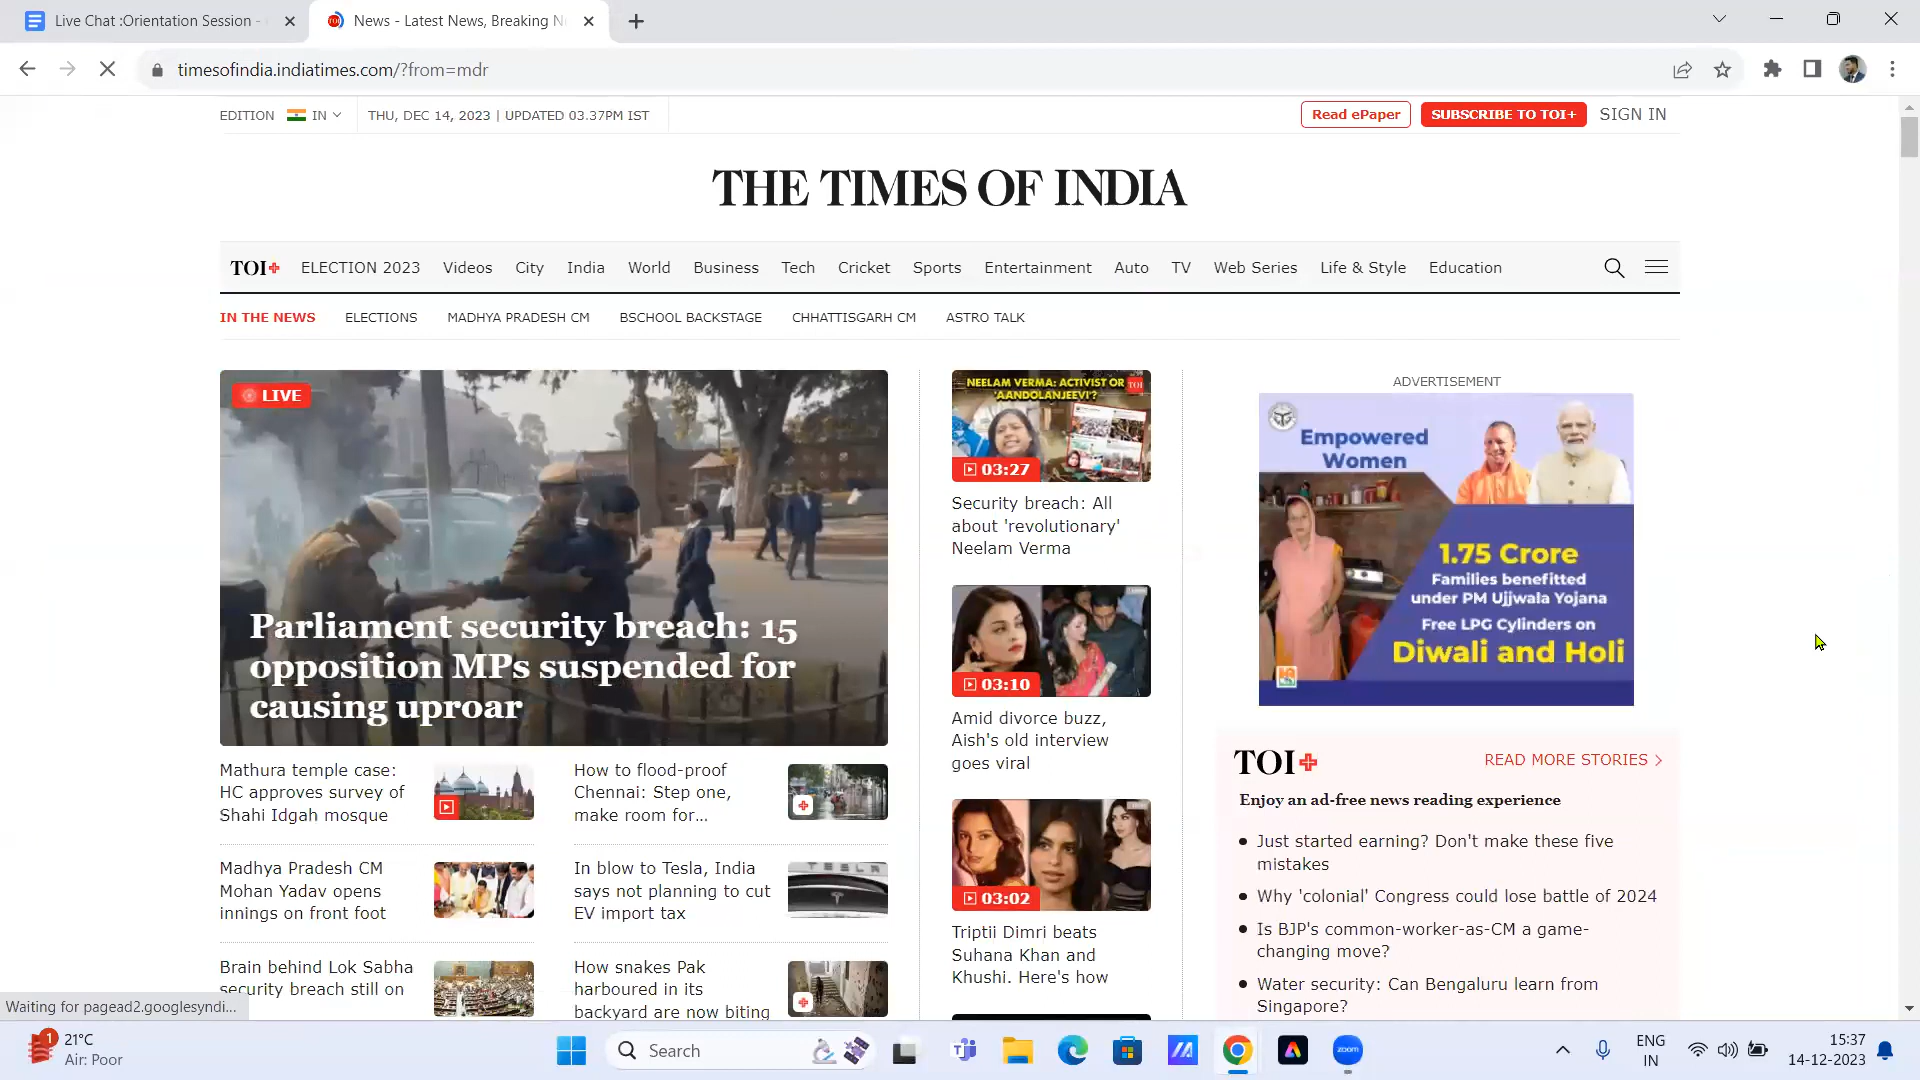 Live Chat :Orientation Session -
News - Latest News, Breaking N
timesofindia.indiatimes.com/?from=mdr
EDITION IN
THU, DEC 14, 2023 | UPDATED 03.37PM IST
Read ePaper
SUBSCRIBE TO TOI+
SIGN IN
THE TIMES OF INDIA
TOI+ ELECTION 2023 Videos City India World Business Tech Cricket Sports Entertainment Auto TV Web Series Life & Style Education
IN THE NEWS ELECTIONS MADHYA PRADESH CM BSCHOOL BACKSTAGE CHHATTISGARH CM ASTRO TALK
LIVE
Parliament security breach: 15
opposition MPs suspended for
causing uproar
Mathura temple case:
HC approves survey of
Shahi Idgah mosque
How to flood-proof
Chennai: Step one,
make room for...
Madhya Pradesh CM
Mohan Yadav opens
innings on front foot
In blow to Tesla, India
says not planning to cut
EV import tax
Brain behind Lok Sabha
security breach still on
How snakes Pak
harboured in its
backyard are now biting
NEELAM VERMA: ACTIVIST OR
'AANDOLANJEEVI'?
TOI
03:27
Security breach: All
about 'revolutionary'
Neelam Verma
03:10
Amid divorce buzz,
Aish's old interview
goes viral
03:02
Triptii Dimri beats
Suhana Khan and
Khushi. Here's how
ADVERTISEMENT
Empowered
Women
1.75 Crore
Families benefitted
under PM Ujjwala Yojana
Free LPG Cylinders on
Diwali and Holi
TOI+
READ MORE STORIES
Enjoy an ad-free news reading experience
Just started earning? Don't make these five
mistakes
Why 'colonial' Congress could lose battle of 2024
Is BJP's common-worker-as-CM a game-
changing move?
Water security: Can Bengaluru learn from
Singapore?
Waiting for pagead2.googlesyndi...
1
21°C
Air: Poor
Search
zoom
ENG
IN
15:37
14-12-2023